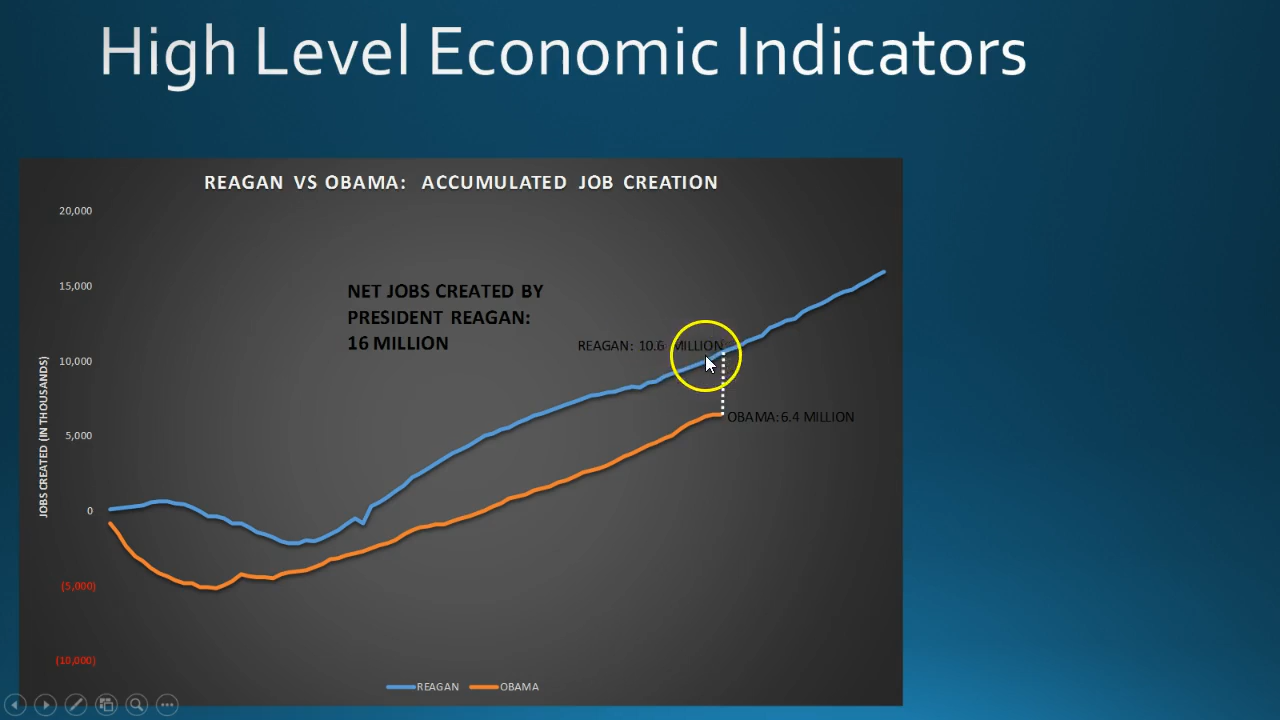 High Level Economic Indicators
REAGAN VS OBAMA: ACCUMULATED JOB CREATION
20,000
15,000
10,000
5,000
0
(5,000)
(10,000)
JOBS CREATED (IN THOUSANDS)
NET JOBS CREATED BY
PRESIDENT REAGAN:
16 MILLION
REAGAN: 10.6 MILLION
OBAMA:6.4 MILLION
REAGAN
OBAMA